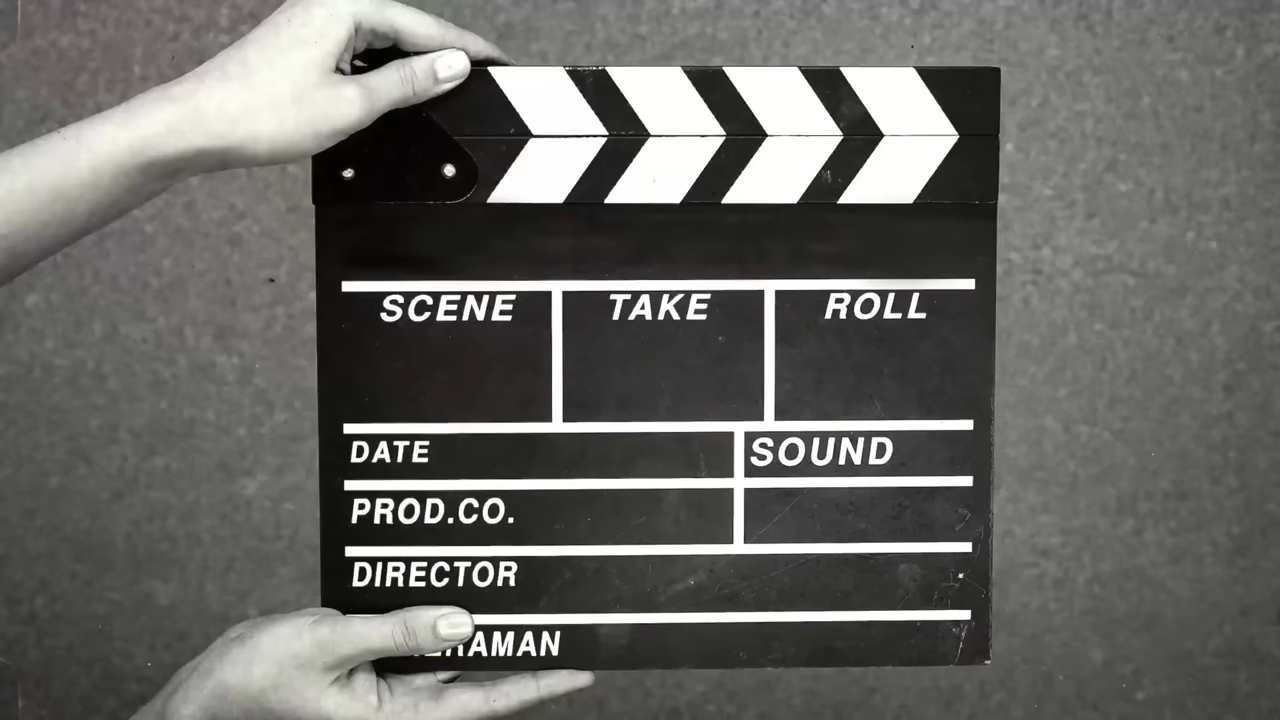 SCENE TAKE ROLL
DATE SOUND
PROD.CO.
DIRECTOR